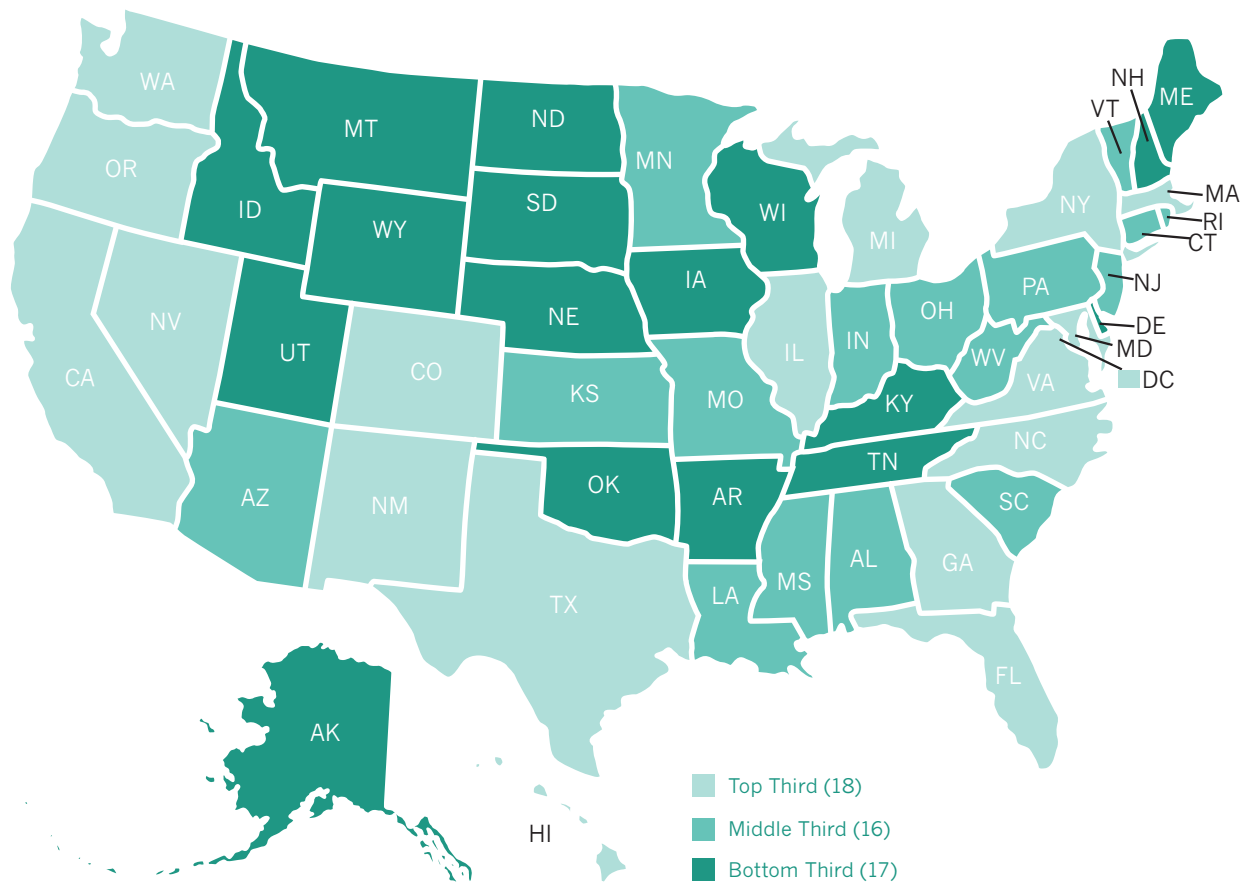 WA
OR
CA
NV
ID
MT
WY
UT
AZ
CO
NM
ND
SD
NE
KS
OK
TX
MN
IA
MO
AR
LA
WI
IL
MI
IN
OH
KY
TN
MS
AL
GA
FL
SC
NC
VA
WV
PA
NY
VT
NH
ME
MA
RI
CT
NJ
DE
MD
DC
AK
HI
Top Third (18)
Middle Third (16)
Bottom Third (17)